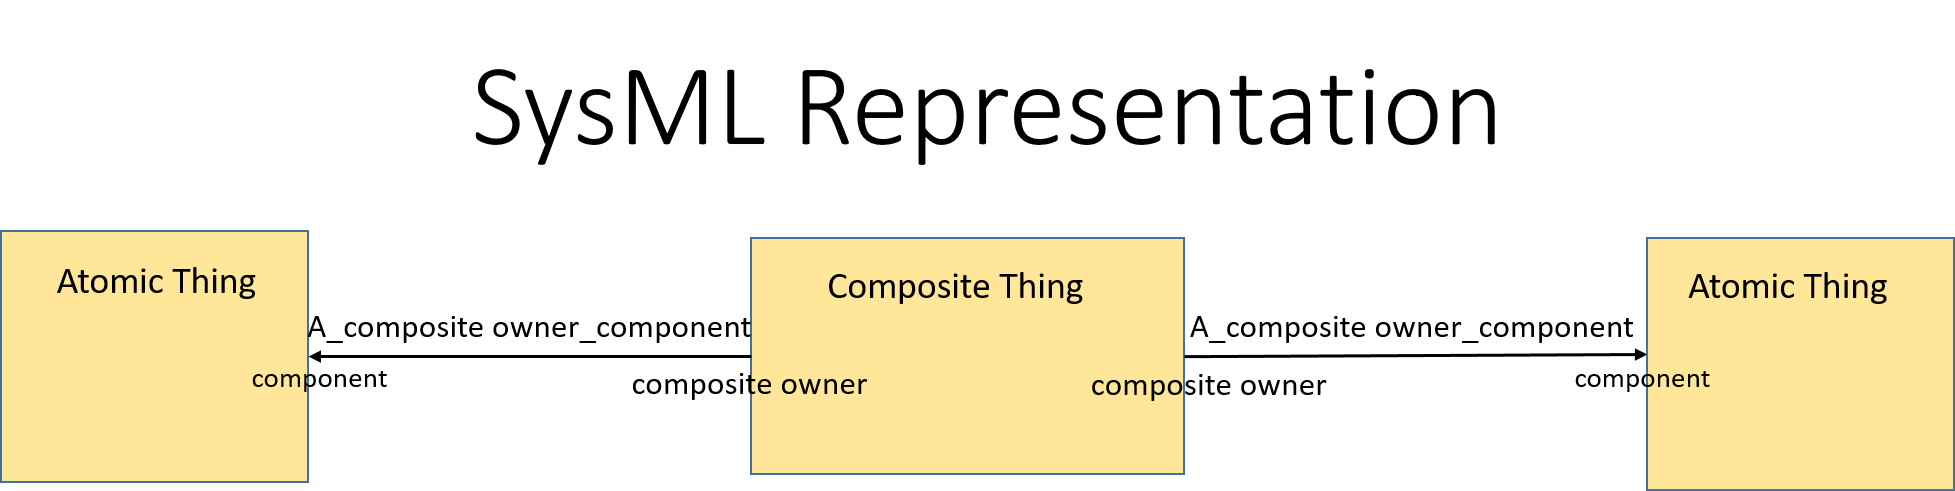 SysML Representation
Atomic Thing
Composite Thing
Atomic Thing
A_composite owner_component
A_composite owner_component
component
composite owner
composite owner
component